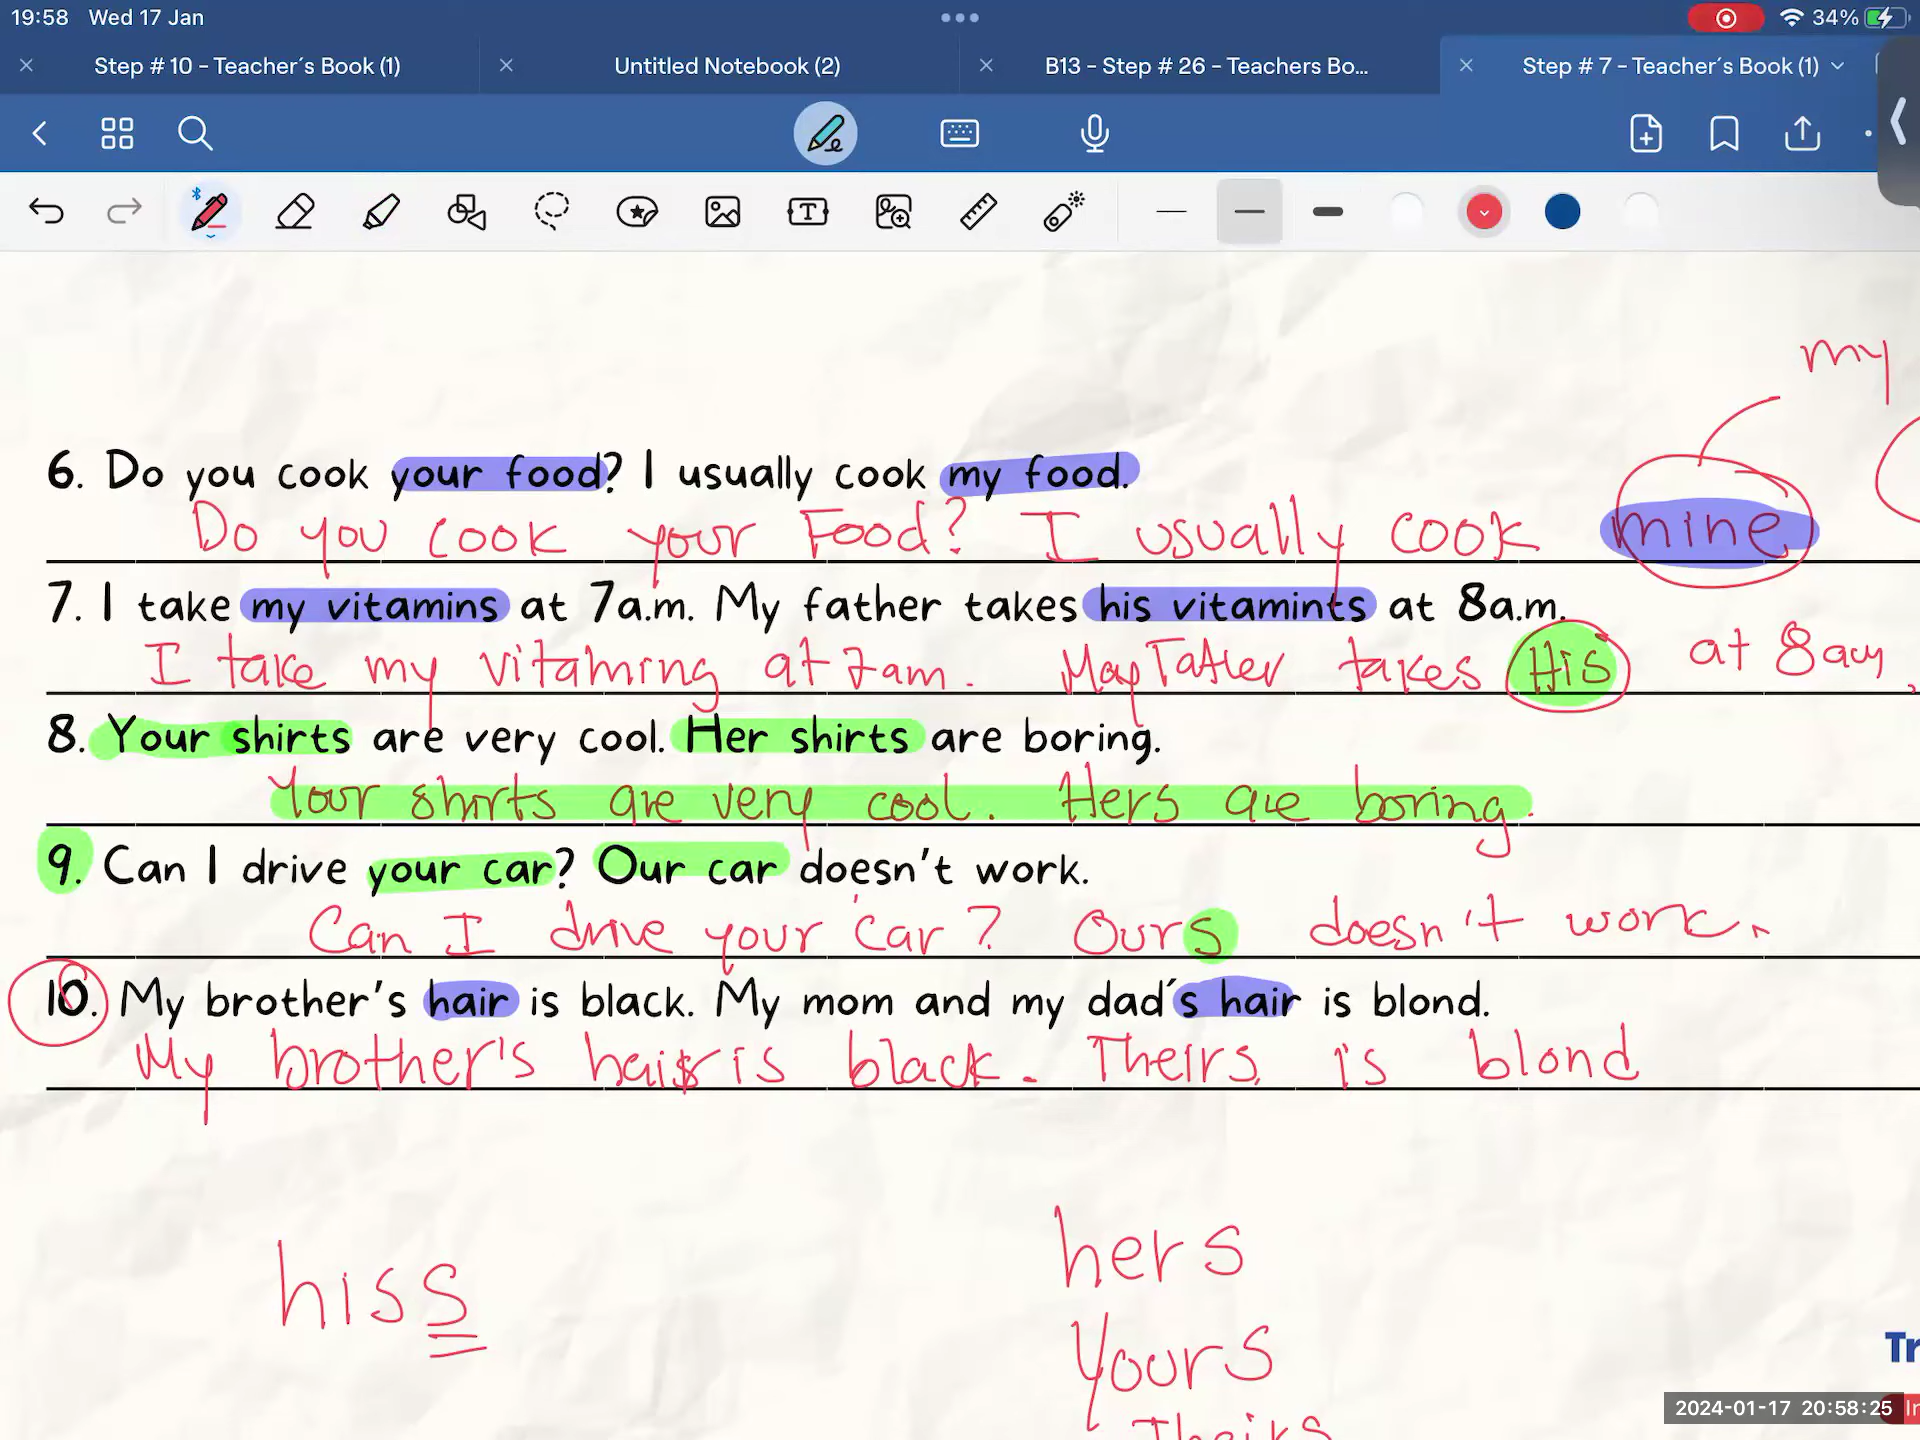 19:58 Wed 17 Jan 34%
Step # 10 - Teacher´s Book (1) Untitled Notebook (2) B13 - Step # 26 - Teachers Bo... Step # 7 - Teacher´s Book (1)
my
6. Do you cook your food? I usually cook my food.
Do you cook your Food? I usually cook mine
7. I take my vitamins at 7a.m. My father takes his vitamints at 8a.m.
I take my vitaming at 7am. May Tatler takes His at 8am.
8. Your shirts are very cool. Her shirts are boring.
Your shirts are very cool. Hers are boring.
9. Can I drive your car? Our car doesn't work.
Can I drive your car? Ours doesn't work.
10. My brother's hair is black. My mom and my dad´s hair is blond.
My brother's hair is black. Theirs is blond
hers
hiss
Yours
Theirs
Tr
2024-01-17 20:58:25 In